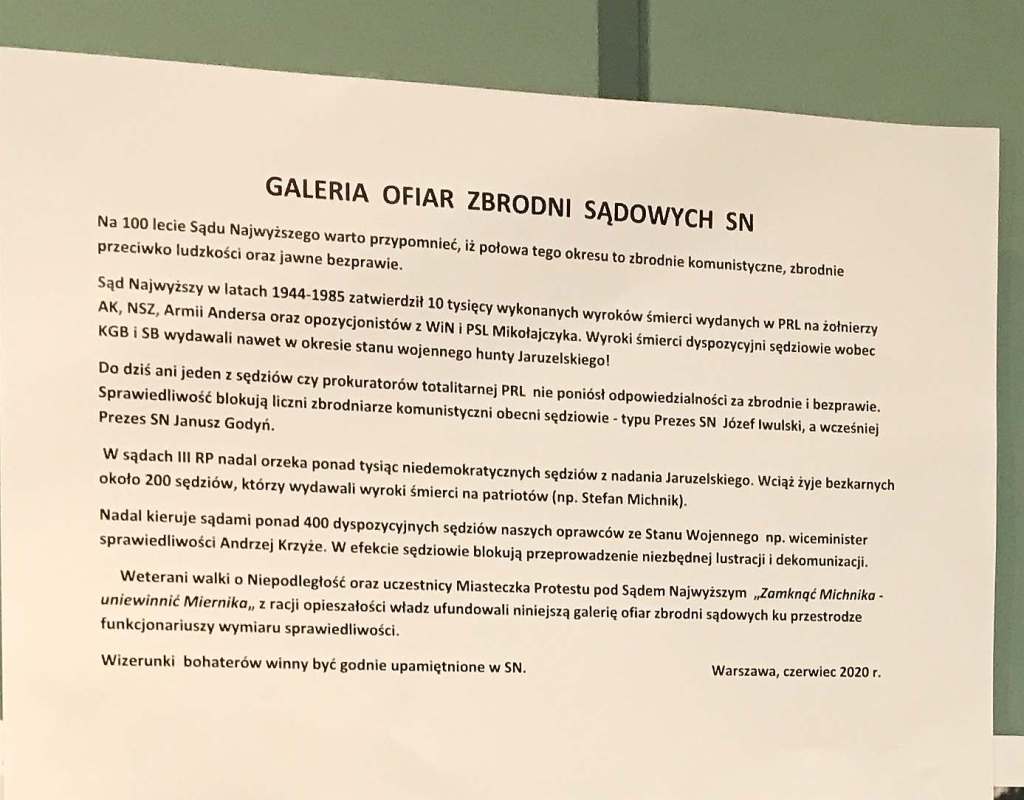 GALERIA OFIAR ZBRODNI SĄDOWYCH SN
Na 100 lecie Sądu Najwyższego warto przypomnieć, iż połowa tego okresu to zbrodnie komunistyczne, zbrodnie
przeciwko ludzkości oraz jawne bezprawie.
Sąd Najwyższy w latach 1944-1985 zatwierdził 10 tysięcy wykonanych wyroków śmierci wydanych w PRL na żołnierzy
AK, NSZ, Armii Andersa oraz opozycjonistów z WiN i PSL Mikołajczyka. Wyroki śmierci dyspozycyjni sędziowie wobec
KGB i SB wydawali nawet w okresie stanu wojennego hunty Jaruzelskiego!
Do dziś ani jeden z sędziów czy prokuratorów totalitarnej PRL nie poniósł odpowiedzialności za zbrodnie i bezprawie.
Sprawiedliwość blokują liczni zbrodniarze komunistyczni obecni sędziowie - typu Prezes SN Józef Iwulski, a wcześniej
Prezes SN Janusz Godyń.
W sądach III RP nadal orzeka ponad tysiąc niedemokratycznych sędziów z nadania Jaruzelskiego. Wciąż żyje bezkarnych
około 200 sędziów, którzy wydawali wyroki śmierci na patriotów (np. Stefan Michnik).
Nadal kieruje sądami ponad 400 dyspozycyjnych sędziów naszych oprawców ze Stanu Wojennego np. wiceminister
sprawiedliwości Andrzej Krzyże. W efekcie sędziowie blokują przeprowadzenie niezbędnej lustracji i dekomunizacji.
Weterani walki o Niepodległość oraz uczestnicy Miasteczka Protestu pod Sądem Najwyższym „Zamknąć Michnika -
uniewinnić Miernika„ z racji opieszałości władz ufundowali niniejszą galerię ofiar zbrodni sądowych ku przestrodze
funkcjonariuszy wymiaru sprawiedliwości.
Wizerunki bohaterów winny być godnie upamiętnione w SN. Warszawa, czerwiec 2020 r.